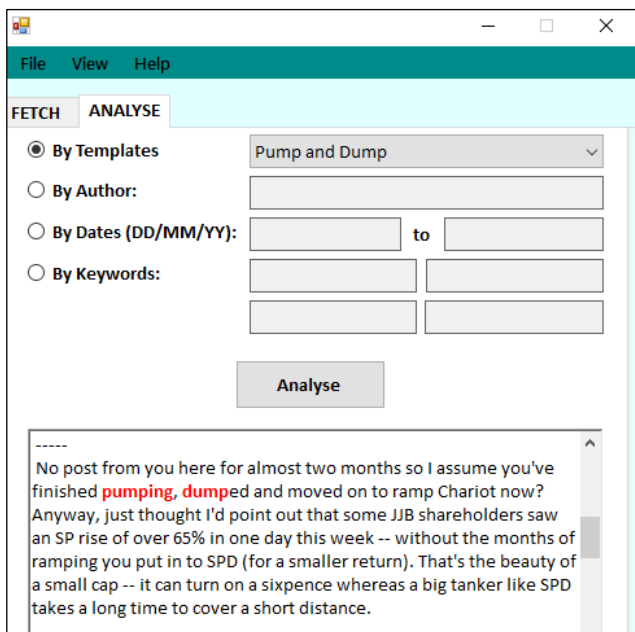 File View Help
FETCH ANALYSE
By Templates Pump and Dump
By Author:
By Dates (DD/MM/YY): to
By Keywords:
Analyse
-----
No post from you here for almost two months so I assume you've
finished pumping, dumped and moved on to ramp Chariot now?
Anyway, just thought I'd point out that some JJB shareholders saw
an SP rise of over 65% in one day this week -- without the months of
ramping you put in to SPD (for a smaller return). That's the beauty of
a small cap -- it can turn on a sixpence whereas a big tanker like SPD
takes a long time to cover a short distance.